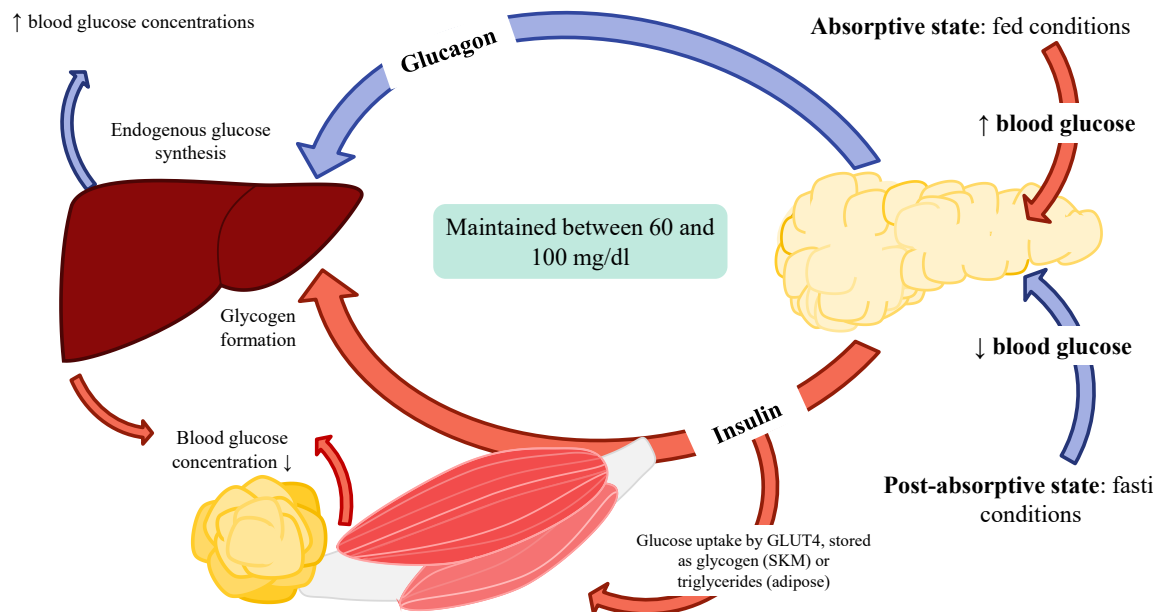 ↑ blood glucose concentrations
Glucagon
Absorptive state: fed conditions
↑ blood glucose
Endogenous glucose
synthesis
Maintained between 60 and
100 mg/dl
Glycogen
formation
↓ blood glucose
Insulin
Blood glucose
concentration ↓
Post-absorptive state: fasti
conditions
Glucose uptake by GLUT4, stored
as glycogen (SKM) or
triglycerides (adipose)